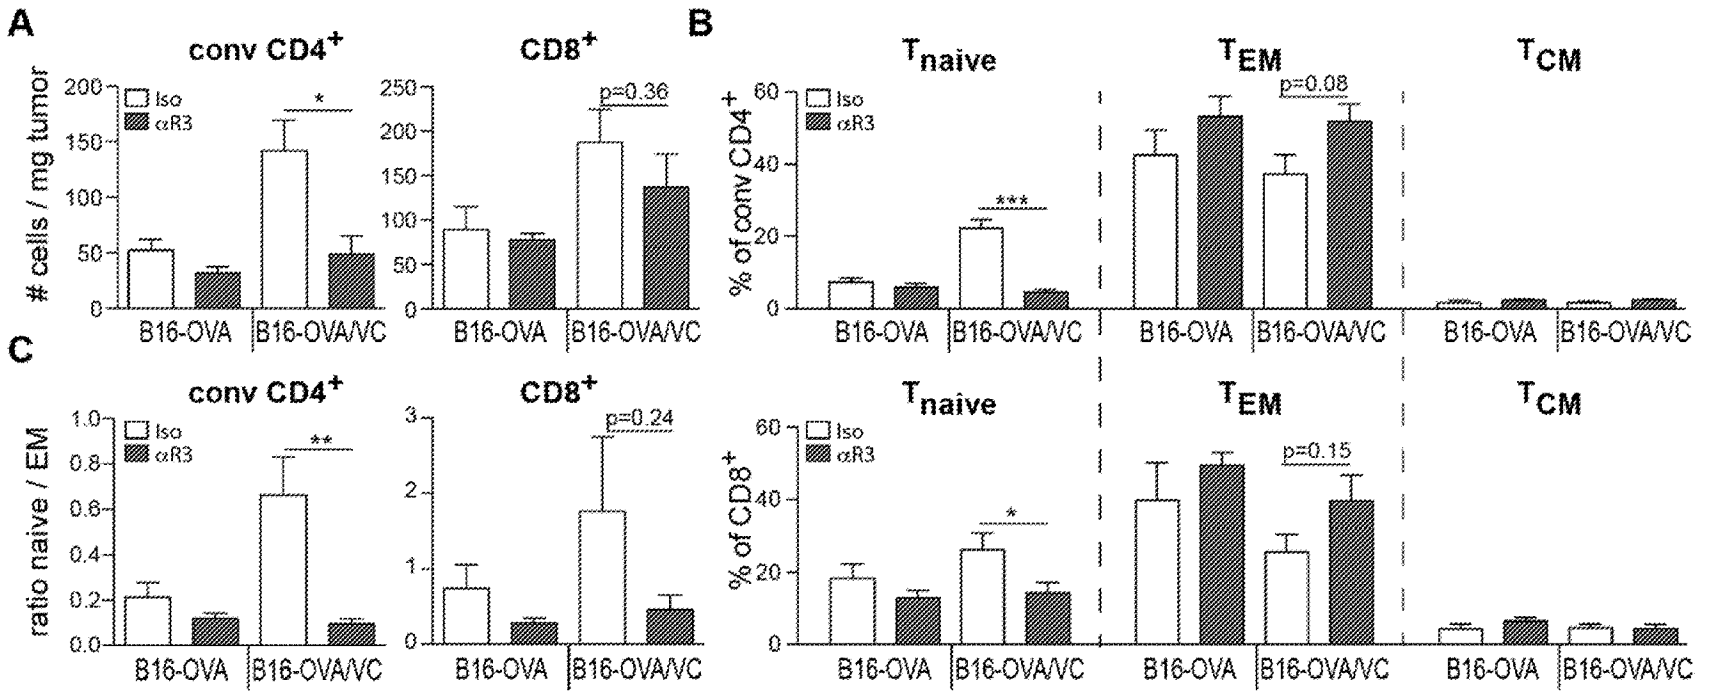 A
conv CD4+
CD8+
# cells / mg tumor
200
150
100
50
0
Iso
αR3
*
B16-OVA
B16-OVA/VC
250
200
150
100
50
0
p=0.36
B16-OVA
B16-OVA/VC
B
Tnaive
TEM
TCM
% of conv CD4+
60
40
20
0
Iso
αR3
***
p=0.08
B16-OVA
B16-OVA/VC
B16-OVA
B16-OVA/VC
B16-OVA
B16-OVA/VC
C
conv CD4+
CD8+
ratio naive / EM
1.0
0.8
0.6
0.4
0.2
0.0
Iso
αR3
**
B16-OVA
B16-OVA/VC
3
2
1
0
p=0.24
B16-OVA
B16-OVA/VC
Tnaive
TEM
TCM
% of CD8+
60
40
20
0
Iso
αR3
*
p=0.15
B16-OVA
B16-OVA/VC
B16-OVA
B16-OVA/VC
B16-OVA
B16-OVA/VC